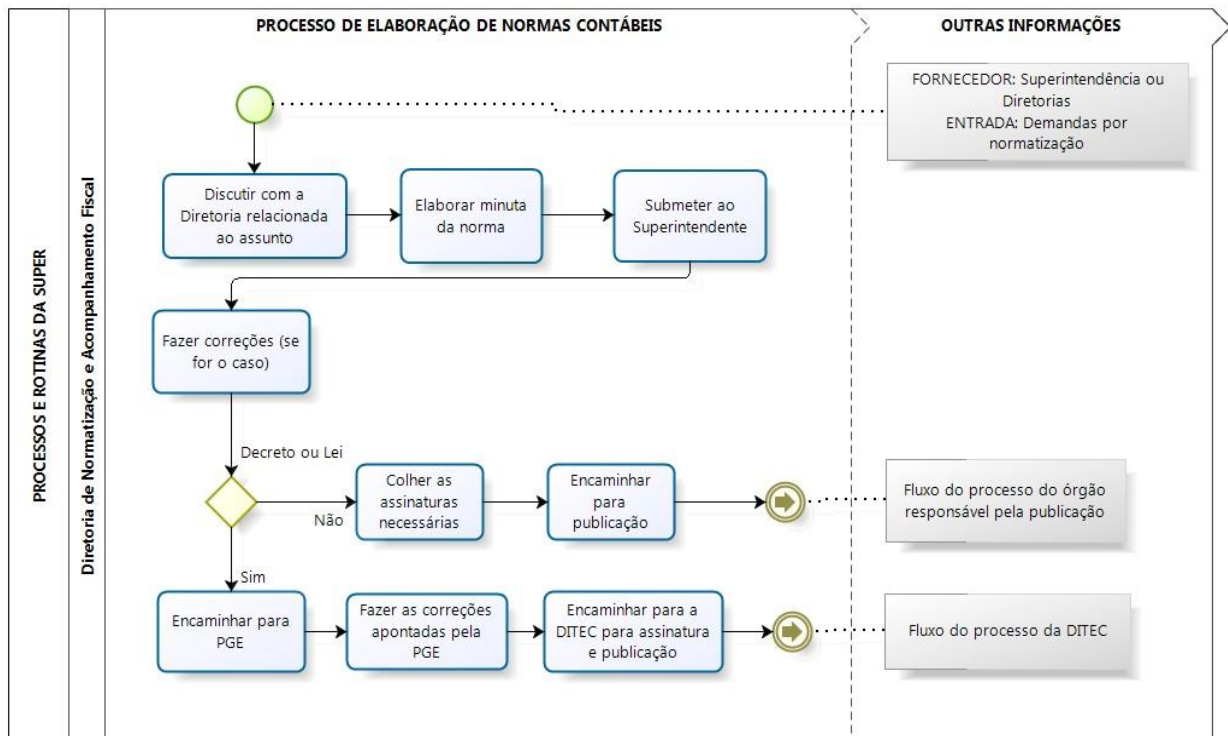 PROCESSO DE ELABORAÇÃO DE NORMAS CONTÁBEIS
OUTRAS INFORMAÇÕES
PROCESSOS E ROTINAS DA SUPER
Diretoria de Normatização e Acompanhamento Fiscal
FORNECEDOR: Superintendência ou
Diretorias
ENTRADA: Demandas por
normatização
Discutir com a
Diretoria relacionada
ao assunto
Elaborar minuta
da norma
Submeter ao
Superintendente
Fazer correções (se
for o caso)
Decreto ou Lei
Não
Colher as
assinaturas
necessárias
Encaminhar
para
publicação
Fluxo do processo do órgão
responsável pela publicação
Sim
Encaminhar para
PGE
Fazer as correções
apontadas pela
PGE
Encaminhar para a
DITEC para assinatura
e publicação
Fluxo do processo da DITEC